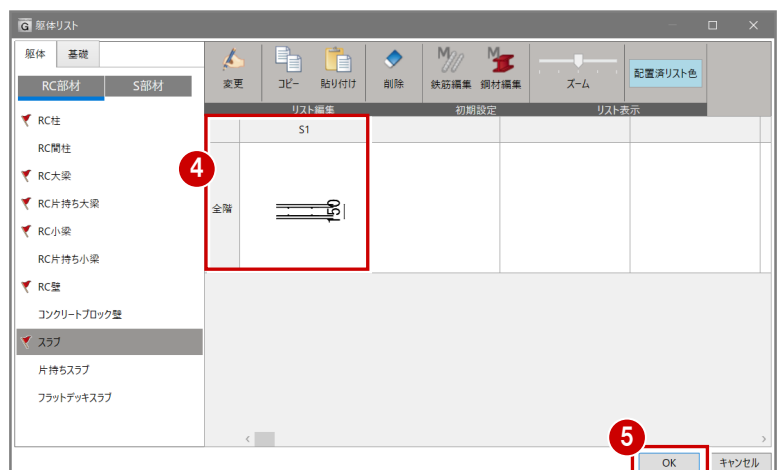 G 躯体リスト
躯体 基礎
RC部材 S部材
RC柱
RC間柱
RC大梁
RC片持ち大梁
RC小梁
RC片持ち小梁
RC壁
コンクリートブロック壁
スラブ
片持ちスラブ
フラットデッキスラブ
変更 コピー 貼り付け 削除 鉄筋編集 鋼材編集 ズーム 配置済リスト色
リスト編集 初期設定 リスト表示
S1
4
全階
150
5
OK キャンセル